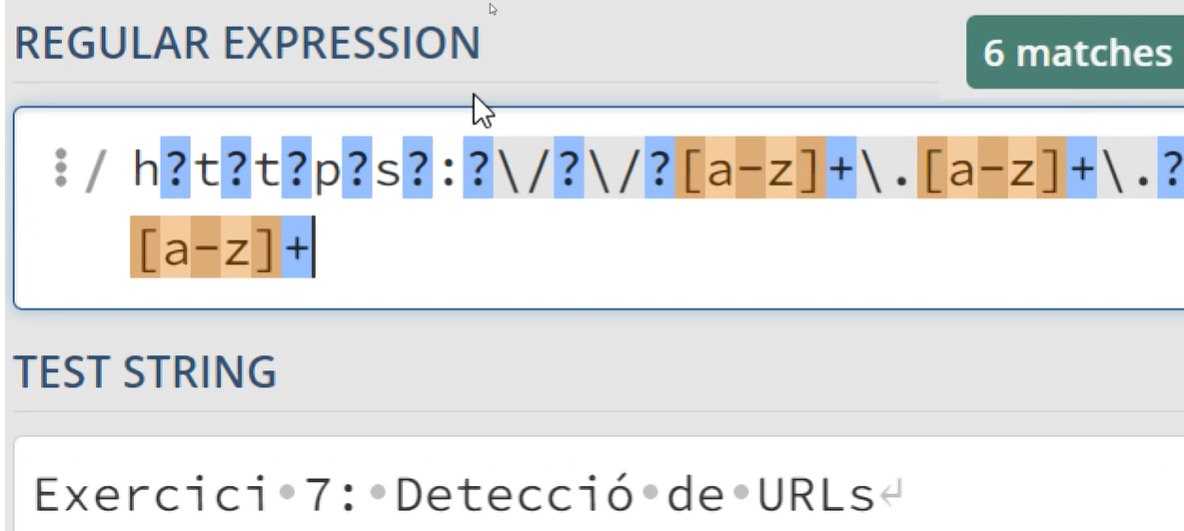 REGULAR EXPRESSION
6 matches
/ h?t?t?p?s?:?\/?\/?[a-z]+\.[a-z]+\.?
[a-z]+
TEST STRING
Exercici 7: Detecció de URLs